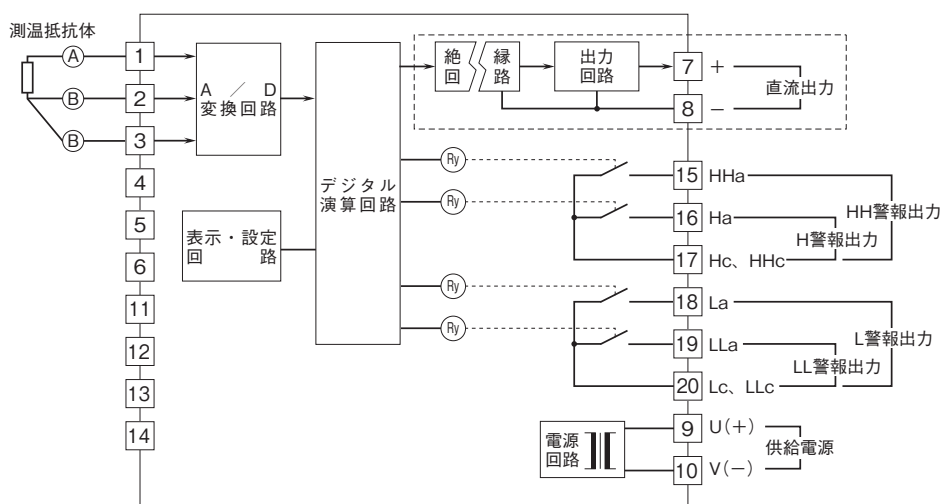 測温抵抗体
A
B
B
1
2
3
4
5
6
11
12
13
14
A ／ D
変換回路
表示・設定
回 路
デジタル
演算回路
絶 縁
回 路
出力
回路
7 +
8 −
直流出力
Ry
Ry
Ry
Ry
15 HHa
16 Ha
17 Hc、HHc
H警報出力
HH警報出力
18 La
19 LLa
20 Lc、LLc
LL警報出力
L警報出力
電源
回路
9 U(+)
10 V(−)
供給電源